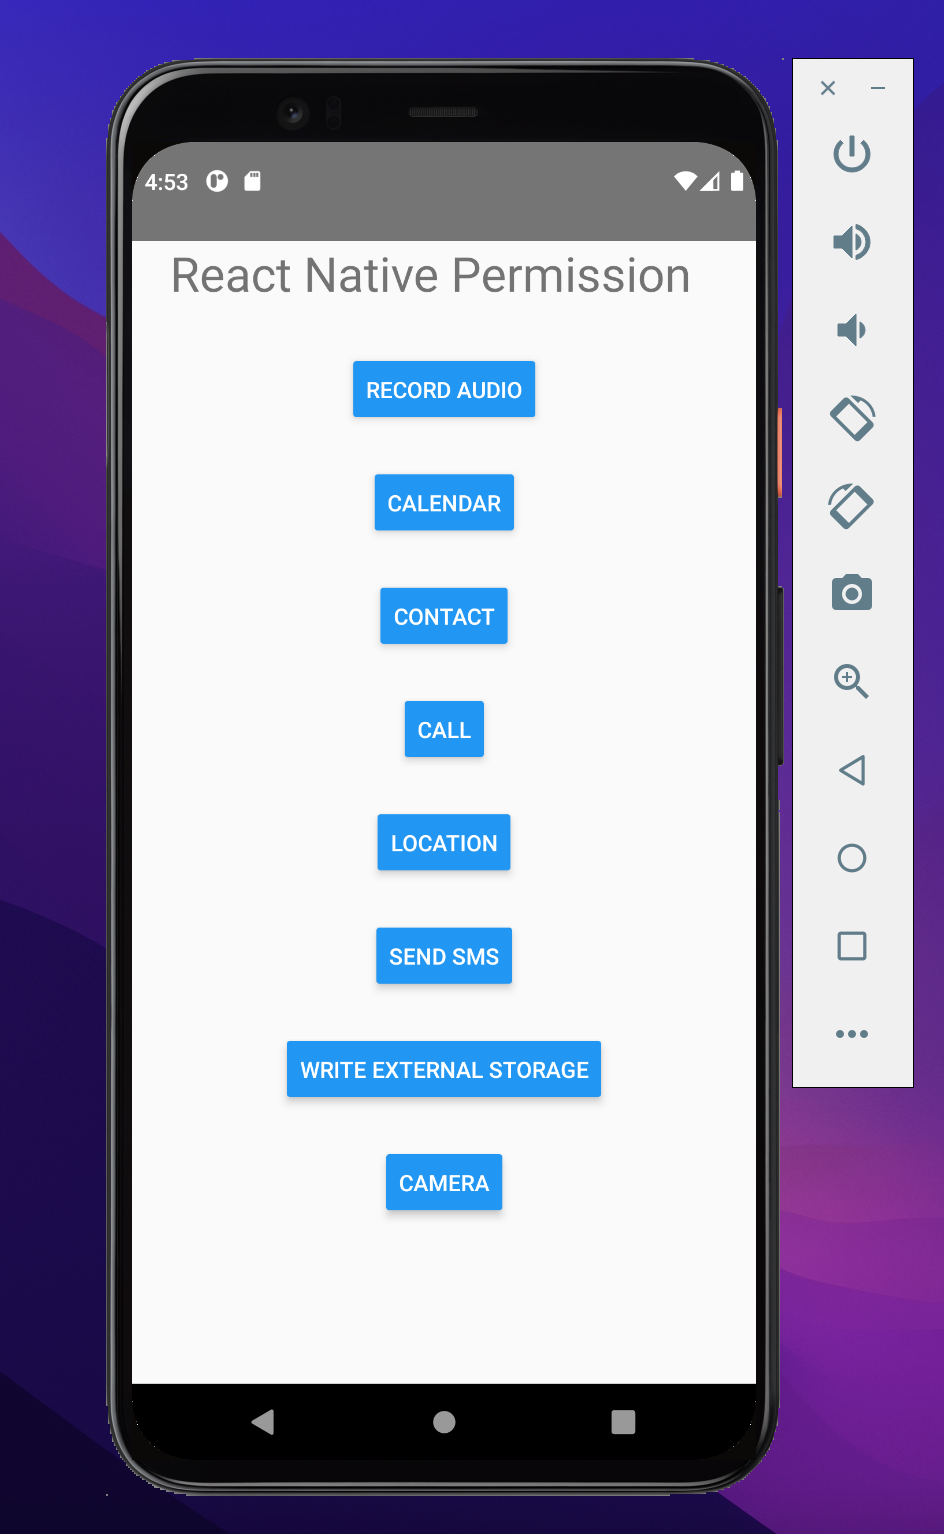 4:53
React Native Permission
RECORD AUDIO
CALENDAR
CONTACT
CALL
LOCATION
SEND SMS
WRITE EXTERNAL STORAGE
CAMERA